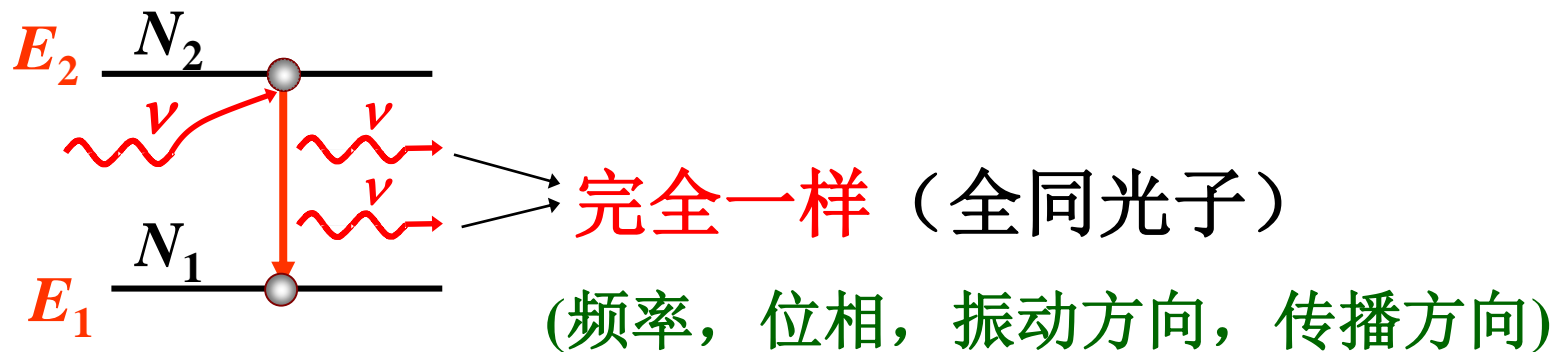 E₂ N₂
ν ν
ν
完全一样（全同光子）
N₁
E₁
(频率，位相，振动方向，传播方向)